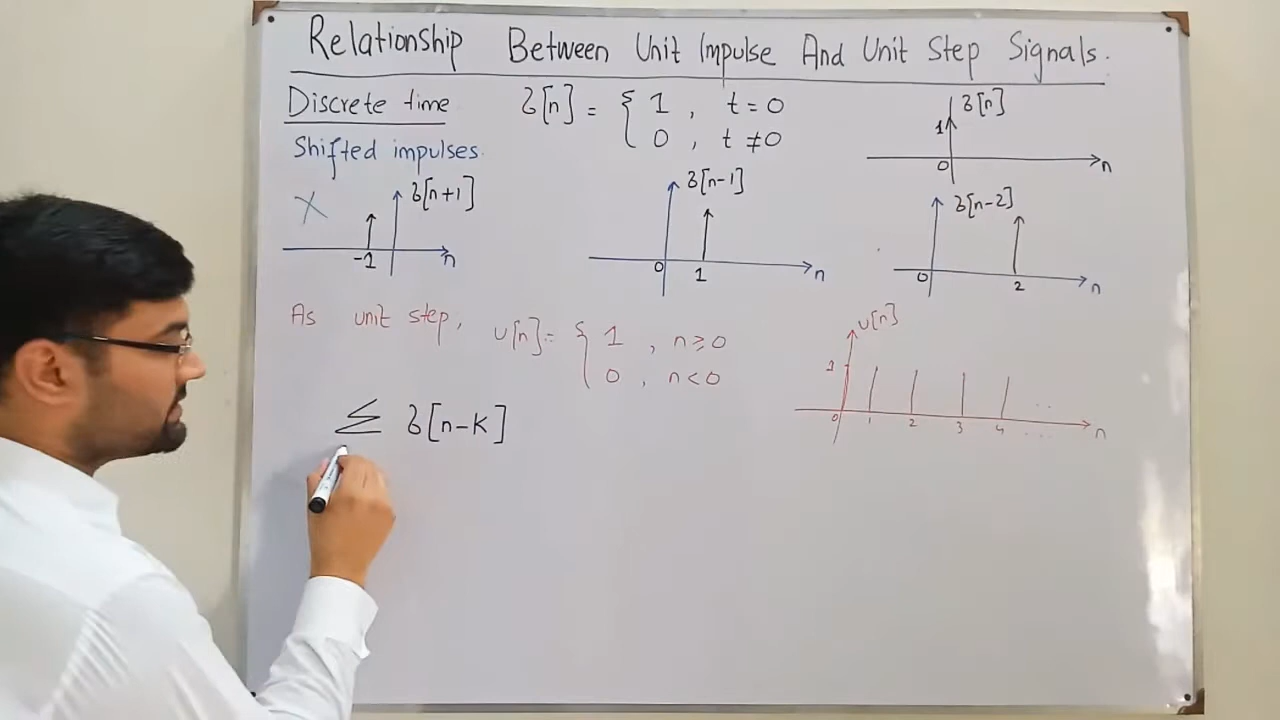 Relationship Between Unit Impulse And Unit Step Signals.
Discrete time
δ[n] = { 1 , t = 0
0 , t ≠ 0
δ[n]
1
0
n
Shifted impulses.
X
δ[n+1]
-1
n
δ[n-1]
0
1
n
δ[n-2]
0
2
n
As unit step, u[n] = { 1 , n ≥ 0
0 , n < 0
u[n]
1
0 1 2 3 4 ... n
Σ δ[n-K]